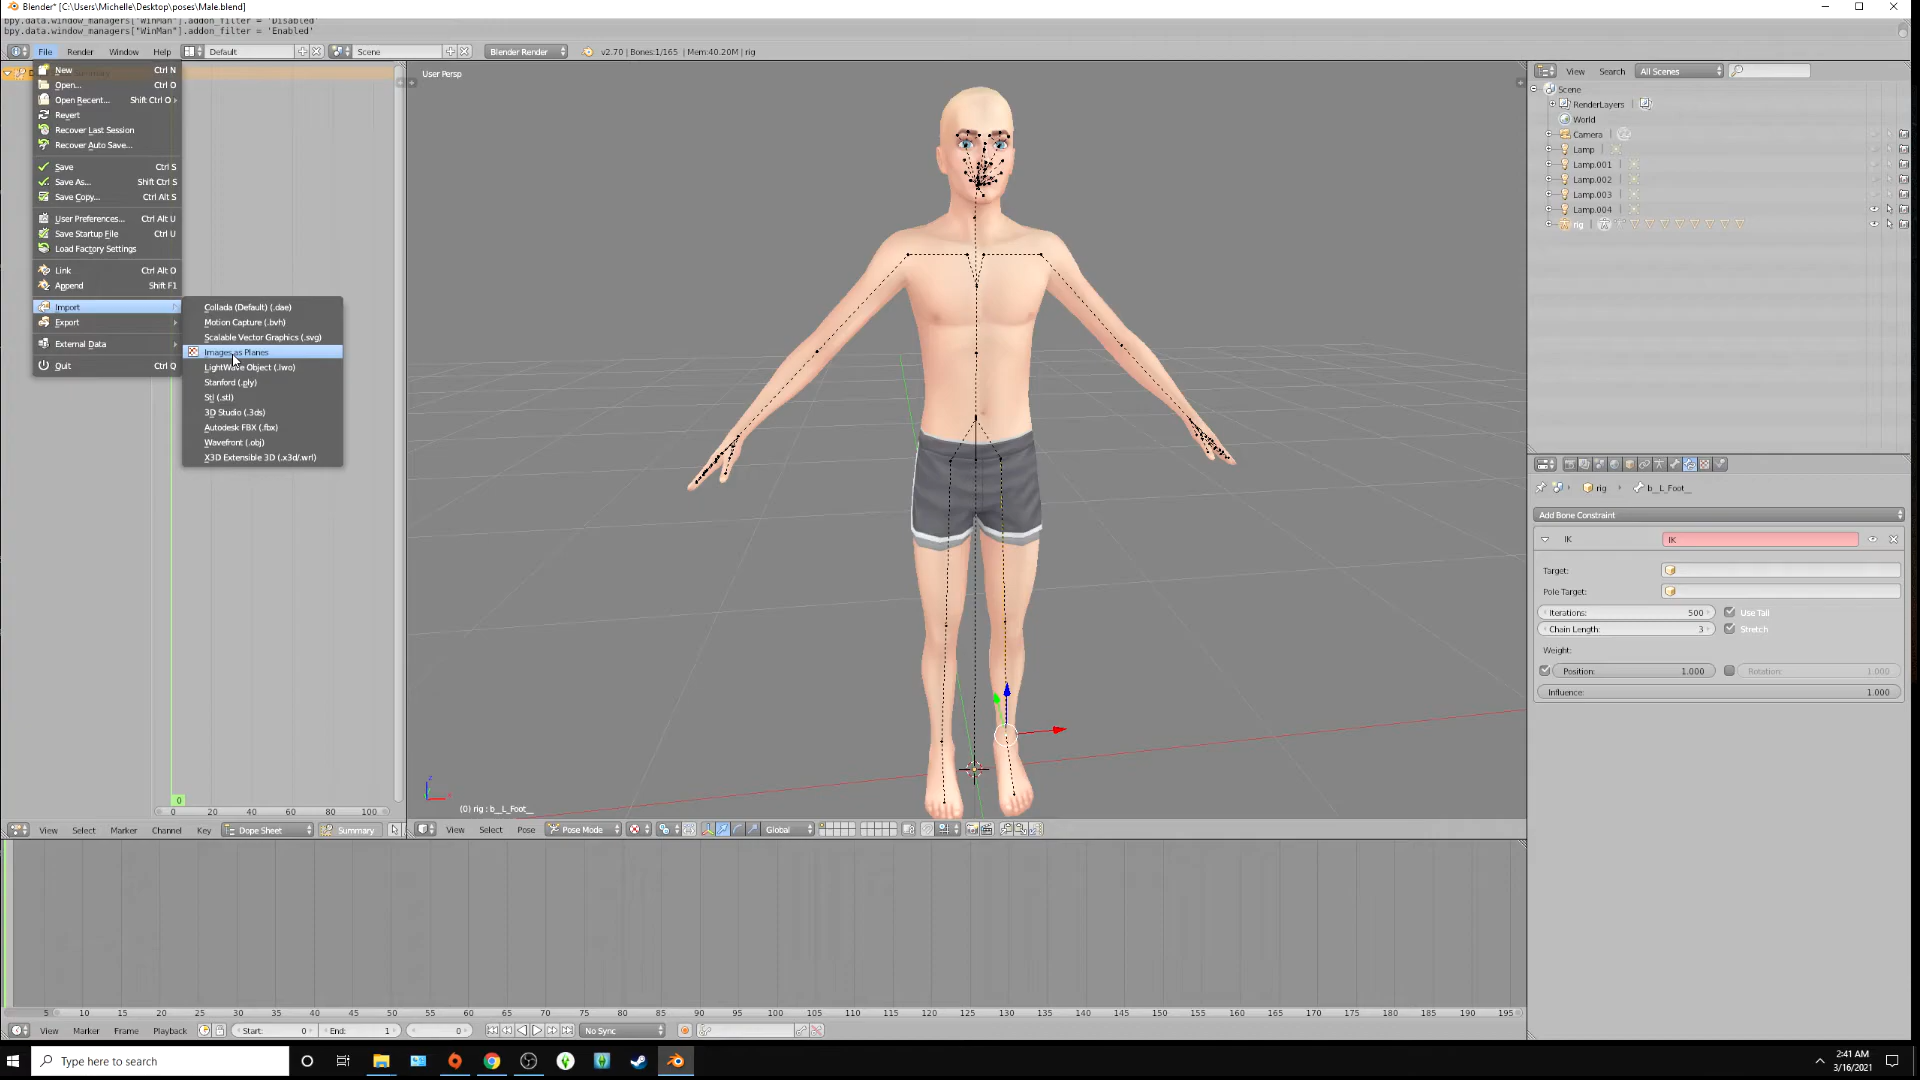 Blender* [C:\Users\Michelle\Desktop\poses\Male.blend]
bpy.data.window_managers["WinMan"].addon_filter = 'Disabled'
bpy.data.window_managers["WinMan"].addon_filter = 'Enabled'
File Render Window Help Default Scene Blender Render v2.70 | Bones:1/165 | Mem:40.20M | rig
New Ctrl N
Open... Ctrl O
Open Recent... Shift Ctrl O
Revert
Recover Last Session
Recover Auto Save...
Save Ctrl S
Save As... Shift Ctrl S
Save Copy... Ctrl Alt S
User Preferences... Ctrl Alt U
Save Startup File Ctrl U
Load Factory Settings
Link Ctrl Alt O
Append Shift F1
Import
Export
External Data
Quit Ctrl Q
Collada (Default) (.dae)
Motion Capture (.bvh)
Scalable Vector Graphics (.svg)
Images as Planes
LightWave Object (.lwo)
Stanford (.ply)
Stl (.stl)
3D Studio (.3ds)
Autodesk FBX (.fbx)
Wavefront (.obj)
X3D Extensible 3D (.x3d/.wrl)
0
0 20 40 60 80 100
View Select Marker Channel Key Dope Sheet Summary
User Persp
(0) rig : b__L_Foot__
View Select Pose Pose Mode Global
View Search All Scenes
Scene
RenderLayers
World
Camera
Lamp
Lamp.001
Lamp.002
Lamp.003
Lamp.004
rig
rig b__L_Foot__
Add Bone Constraint
IK IK
Target:
Pole Target:
Iterations: 500 Use Tail
Chain Length: 3 Stretch
Weight:
Position: 1.000 Rotation: 1.000
Influence: 1.000
5 10 15 20 25 30 35 40 45 50 55 60 65 70 75 80 85 90 95 100 105 110 115 120 125 130 135 140 145 150 155 160 165 170 175 180 185 190 195
View Marker Frame Playback Start: 0 End: 1 0 No Sync
Type here to search
2:41 AM
3/16/2021